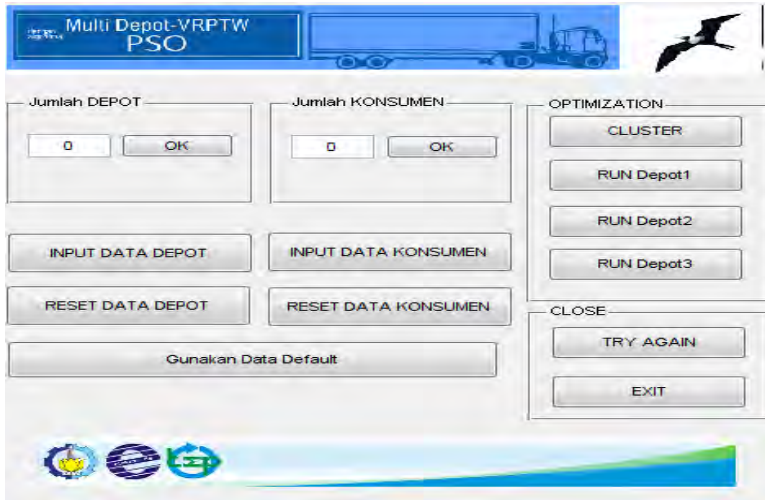 Multi Depot-VRPTW
PSO
Jumlah DEPOT
0
OK
Jumlah KONSUMEN
0
OK
INPUT DATA DEPOT
INPUT DATA KONSUMEN
RESET DATA DEPOT
RESET DATA KONSUMEN
Gunakan Data Default
OPTIMIZATION
CLUSTER
RUN Depot1
RUN Depot2
RUN Depot3
CLOSE
TRY AGAIN
EXIT